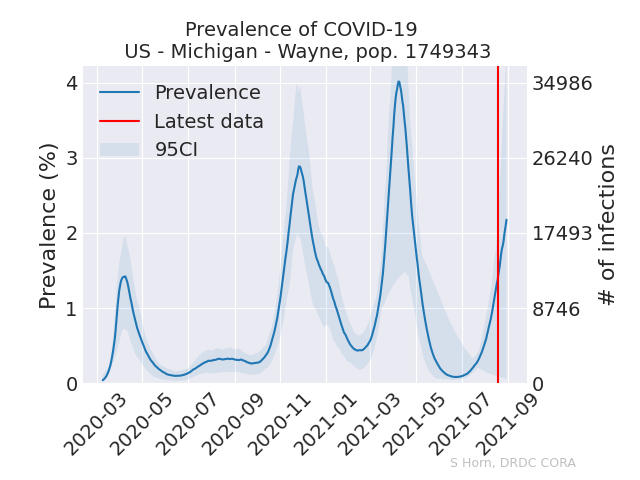 Prevalence of COVID-19
US - Michigan - Wayne, pop. 1749343
Prevalence
Latest data
95CI
Prevalence (%)
4
3
2
1
0
34986
26240
17493
8746
0
# of infections
2020-03
2020-05
2020-07
2020-09
2020-11
2021-01
2021-03
2021-05
2021-07
2021-09
S Horn, DRDC CORA